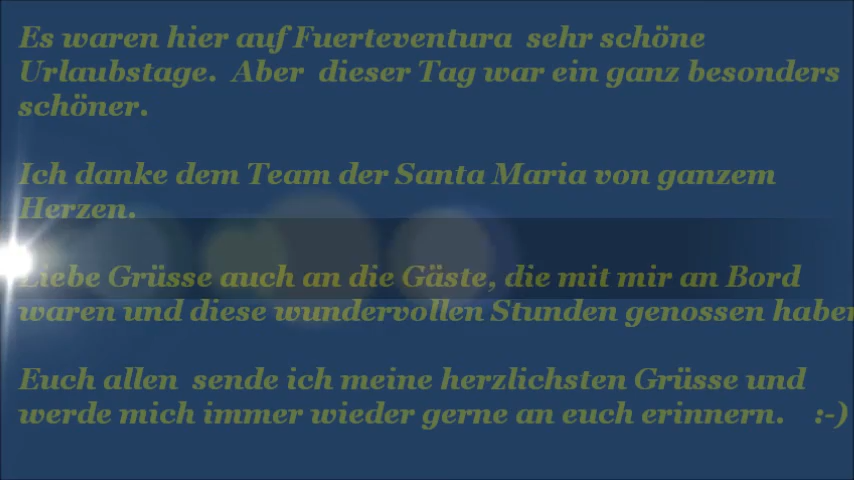 Es waren hier auf Fuerteventura sehr schöne
Urlaubstage. Aber dieser Tag war ein ganz besonders
schöner.
Ich danke dem Team der Santa Maria von ganzem
Herzen.
Liebe Grüsse auch an die Gäste, die mit mir an Bord
waren und diese wundervollen Stunden genossen haben
Euch allen sende ich meine herzlichsten Grüsse und
werde mich immer wieder gerne an euch erinnern. :-)